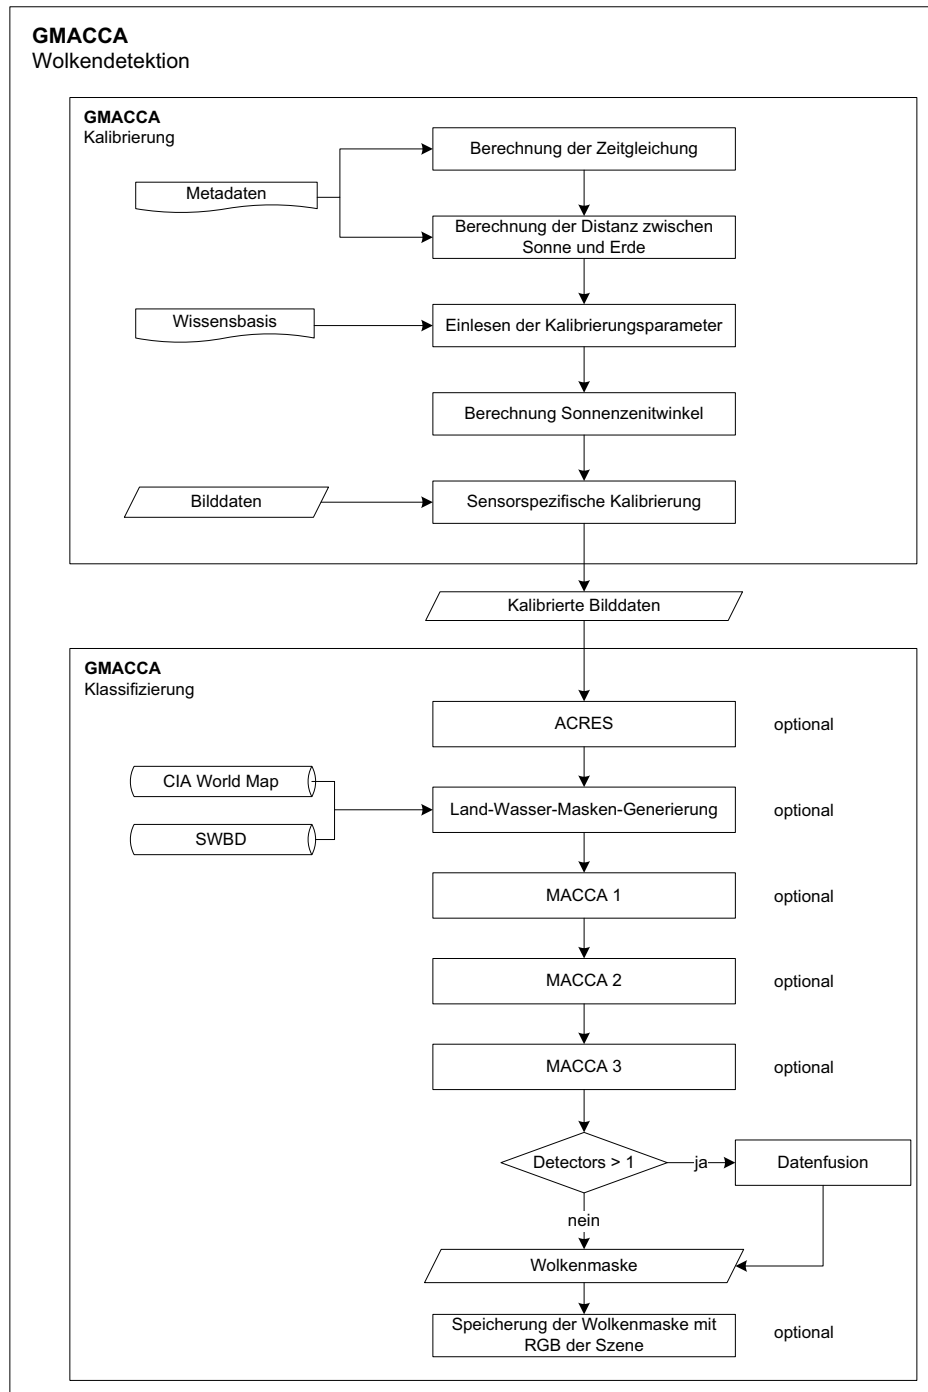 GMACCA
Wolkendetektion
GMACCA
Kalibrierung
Berechnung der Zeitgleichung
Metadaten
Berechnung der Distanz zwischen
Sonne und Erde
Wissensbasis
Einlesen der Kalibrierungsparameter
Berechnung Sonnenzenitwinkel
Bilddaten
Sensorspezifische Kalibrierung
Kalibrierte Bilddaten
GMACCA
Klassifizierung
ACRES
optional
CIA World Map
Land-Wasser-Masken-Generierung
optional
SWBD
MACCA 1
optional
MACCA 2
optional
MACCA 3
optional
Detectors > 1
ja
Datenfusion
nein
Wolkenmaske
Speicherung der Wolkenmaske mit
RGB der Szene
optional